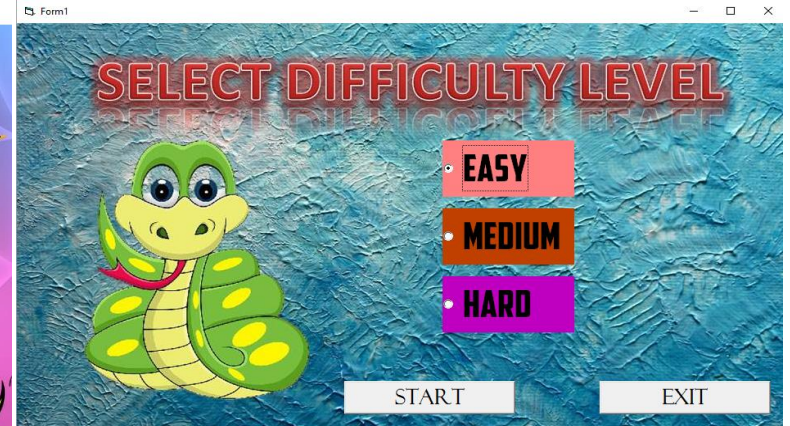 Form1
SELECT DIFFICULTY LEVEL
EASY
MEDIUM
HARD
START
EXIT